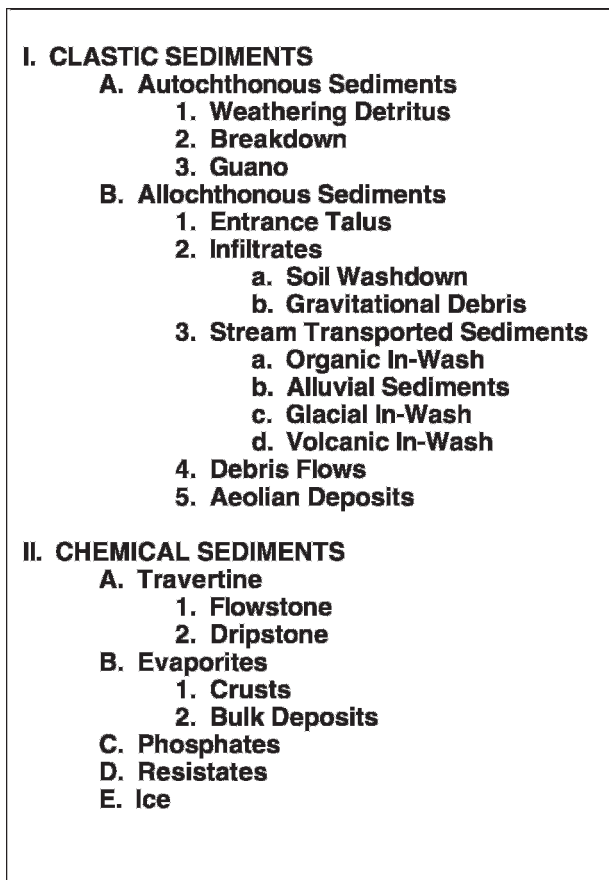 I. CLASTIC SEDIMENTS
A. Autochthonous Sediments
1. Weathering Detritus
2. Breakdown
3. Guano
B. Allochthonous Sediments
1. Entrance Talus
2. Infiltrates
a. Soil Washdown
b. Gravitational Debris
3. Stream Transported Sediments
a. Organic In-Wash
b. Alluvial Sediments
c. Glacial In-Wash
d. Volcanic In-Wash
4. Debris Flows
5. Aeolian Deposits
II. CHEMICAL SEDIMENTS
A. Travertine
1. Flowstone
2. Dripstone
B. Evaporites
1. Crusts
2. Bulk Deposits
C. Phosphates
D. Resistates
E. Ice